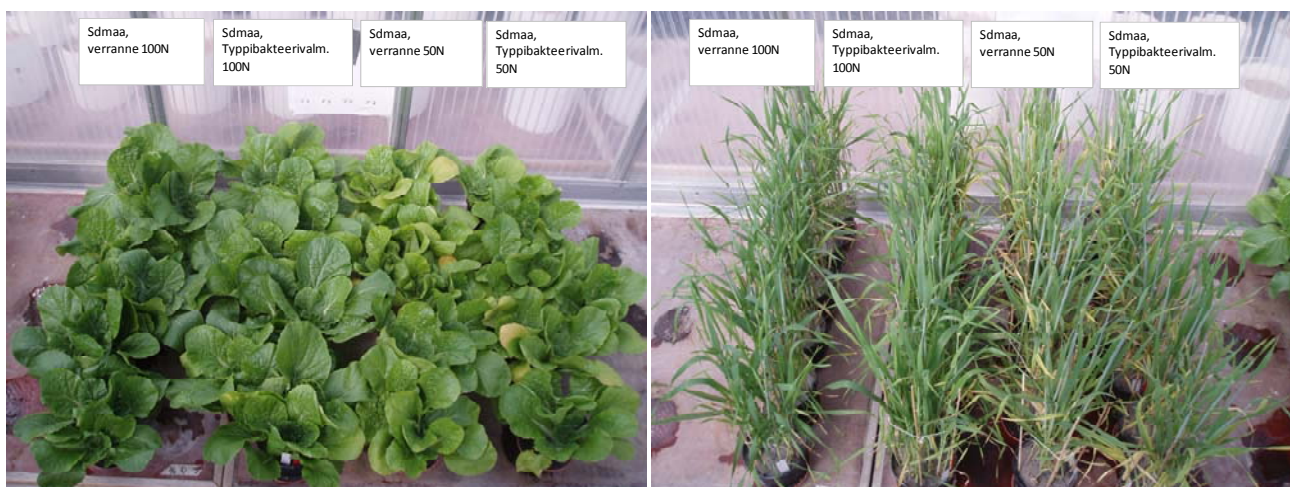 Sdmaa,
verranne 100N
Sdmaa,
Typpibakteerivalm.
100N
Sdmaa,
verranne 50N
Sdmaa,
Typpibakteerivalm.
50N
Sdmaa,
verranne 100N
Sdmaa,
Typpibakteerivalm.
100N
Sdmaa,
verranne 50N
Sdmaa,
Typpibakteerivalm.
50N